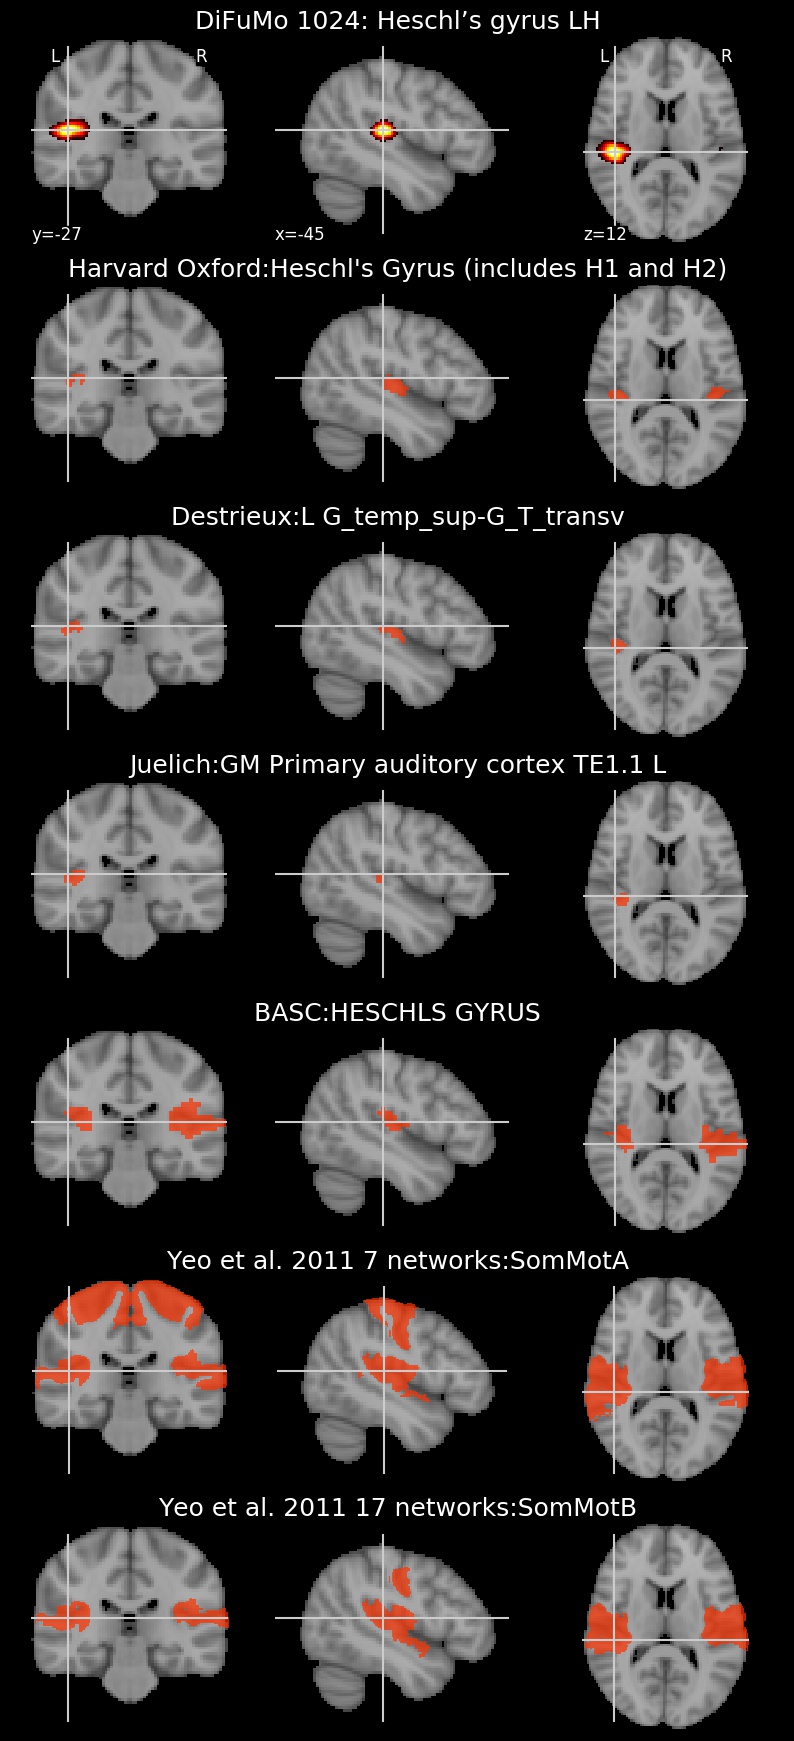 DiFuMo 1024: Heschl’s gyrus LH
L R L R
y=-27 x=-45 z=12
Harvard Oxford:Heschl's Gyrus (includes H1 and H2)
Destrieux:L G_temp_sup-G_T_transv
Juelich:GM Primary auditory cortex TE1.1 L
BASC:HESCHLS GYRUS
Yeo et al. 2011 7 networks:SomMotA
Yeo et al. 2011 17 networks:SomMotB